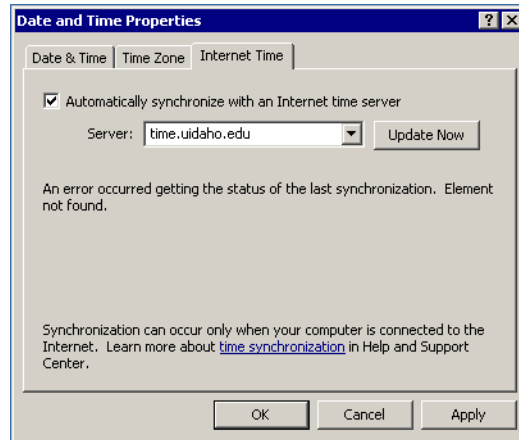 Date and Time Properties
Date & Time
Time Zone
Internet Time
Automatically synchronize with an Internet time server
Server:
time.uidaho.edu
Update Now
An error occurred getting the status of the last synchronization. Element
not found.
Synchronization can occur only when your computer is connected to the
Internet. Learn more about time synchronization in Help and Support
Center.
OK
Cancel
Apply